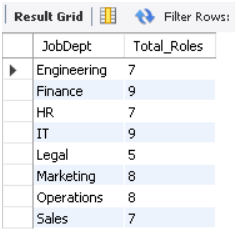 Result Grid Filter Rows:
JobDept Total_Roles
Engineering 7
Finance 9
HR 7
IT 9
Legal 5
Marketing 8
Operations 8
Sales 7